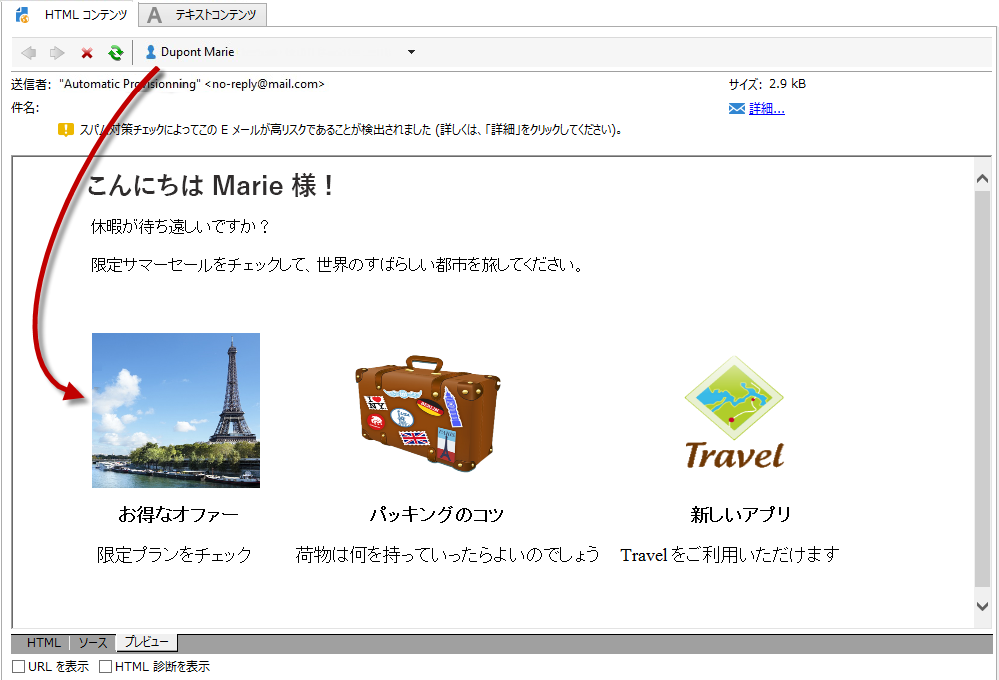 HTML コンテンツ
A テキストコンテンツ
Dupont Marie
送信者: "Automatic Provisionning" <no-reply@mail.com>
サイズ: 2.9 kB
件名:
詳細...
スパム対策チェックによってこの E メールが高リスクであることが検出されました (詳しくは、「詳細」をクリックしてください)。
こんにちは Marie 様！
休暇が待ち遠しいですか？
限定サマーセールをチェックして、世界のすばらしい都市を旅してください。
I ♥ NY
PARIS
Travel
お得なオファー
パッキングのコツ
新しいアプリ
限定プランをチェック
荷物は何を持っていったらよいのでしょう
Travel をご利用いただけます
HTML
ソース
プレビュー
URL を表示
HTML 診断を表示